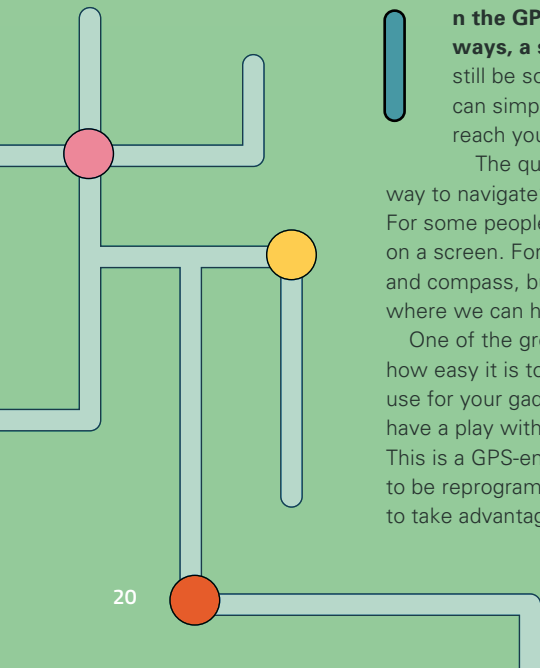 n the GP
ways, a s
still be so
can simp
reach you
The qu
way to navigate
For some people
on a screen. For
and compass, b
where we can h
One of the gr
how easy it is to
use for your gad
have a play with
This is a GPS-en
to be reprogram
to take advantag
20